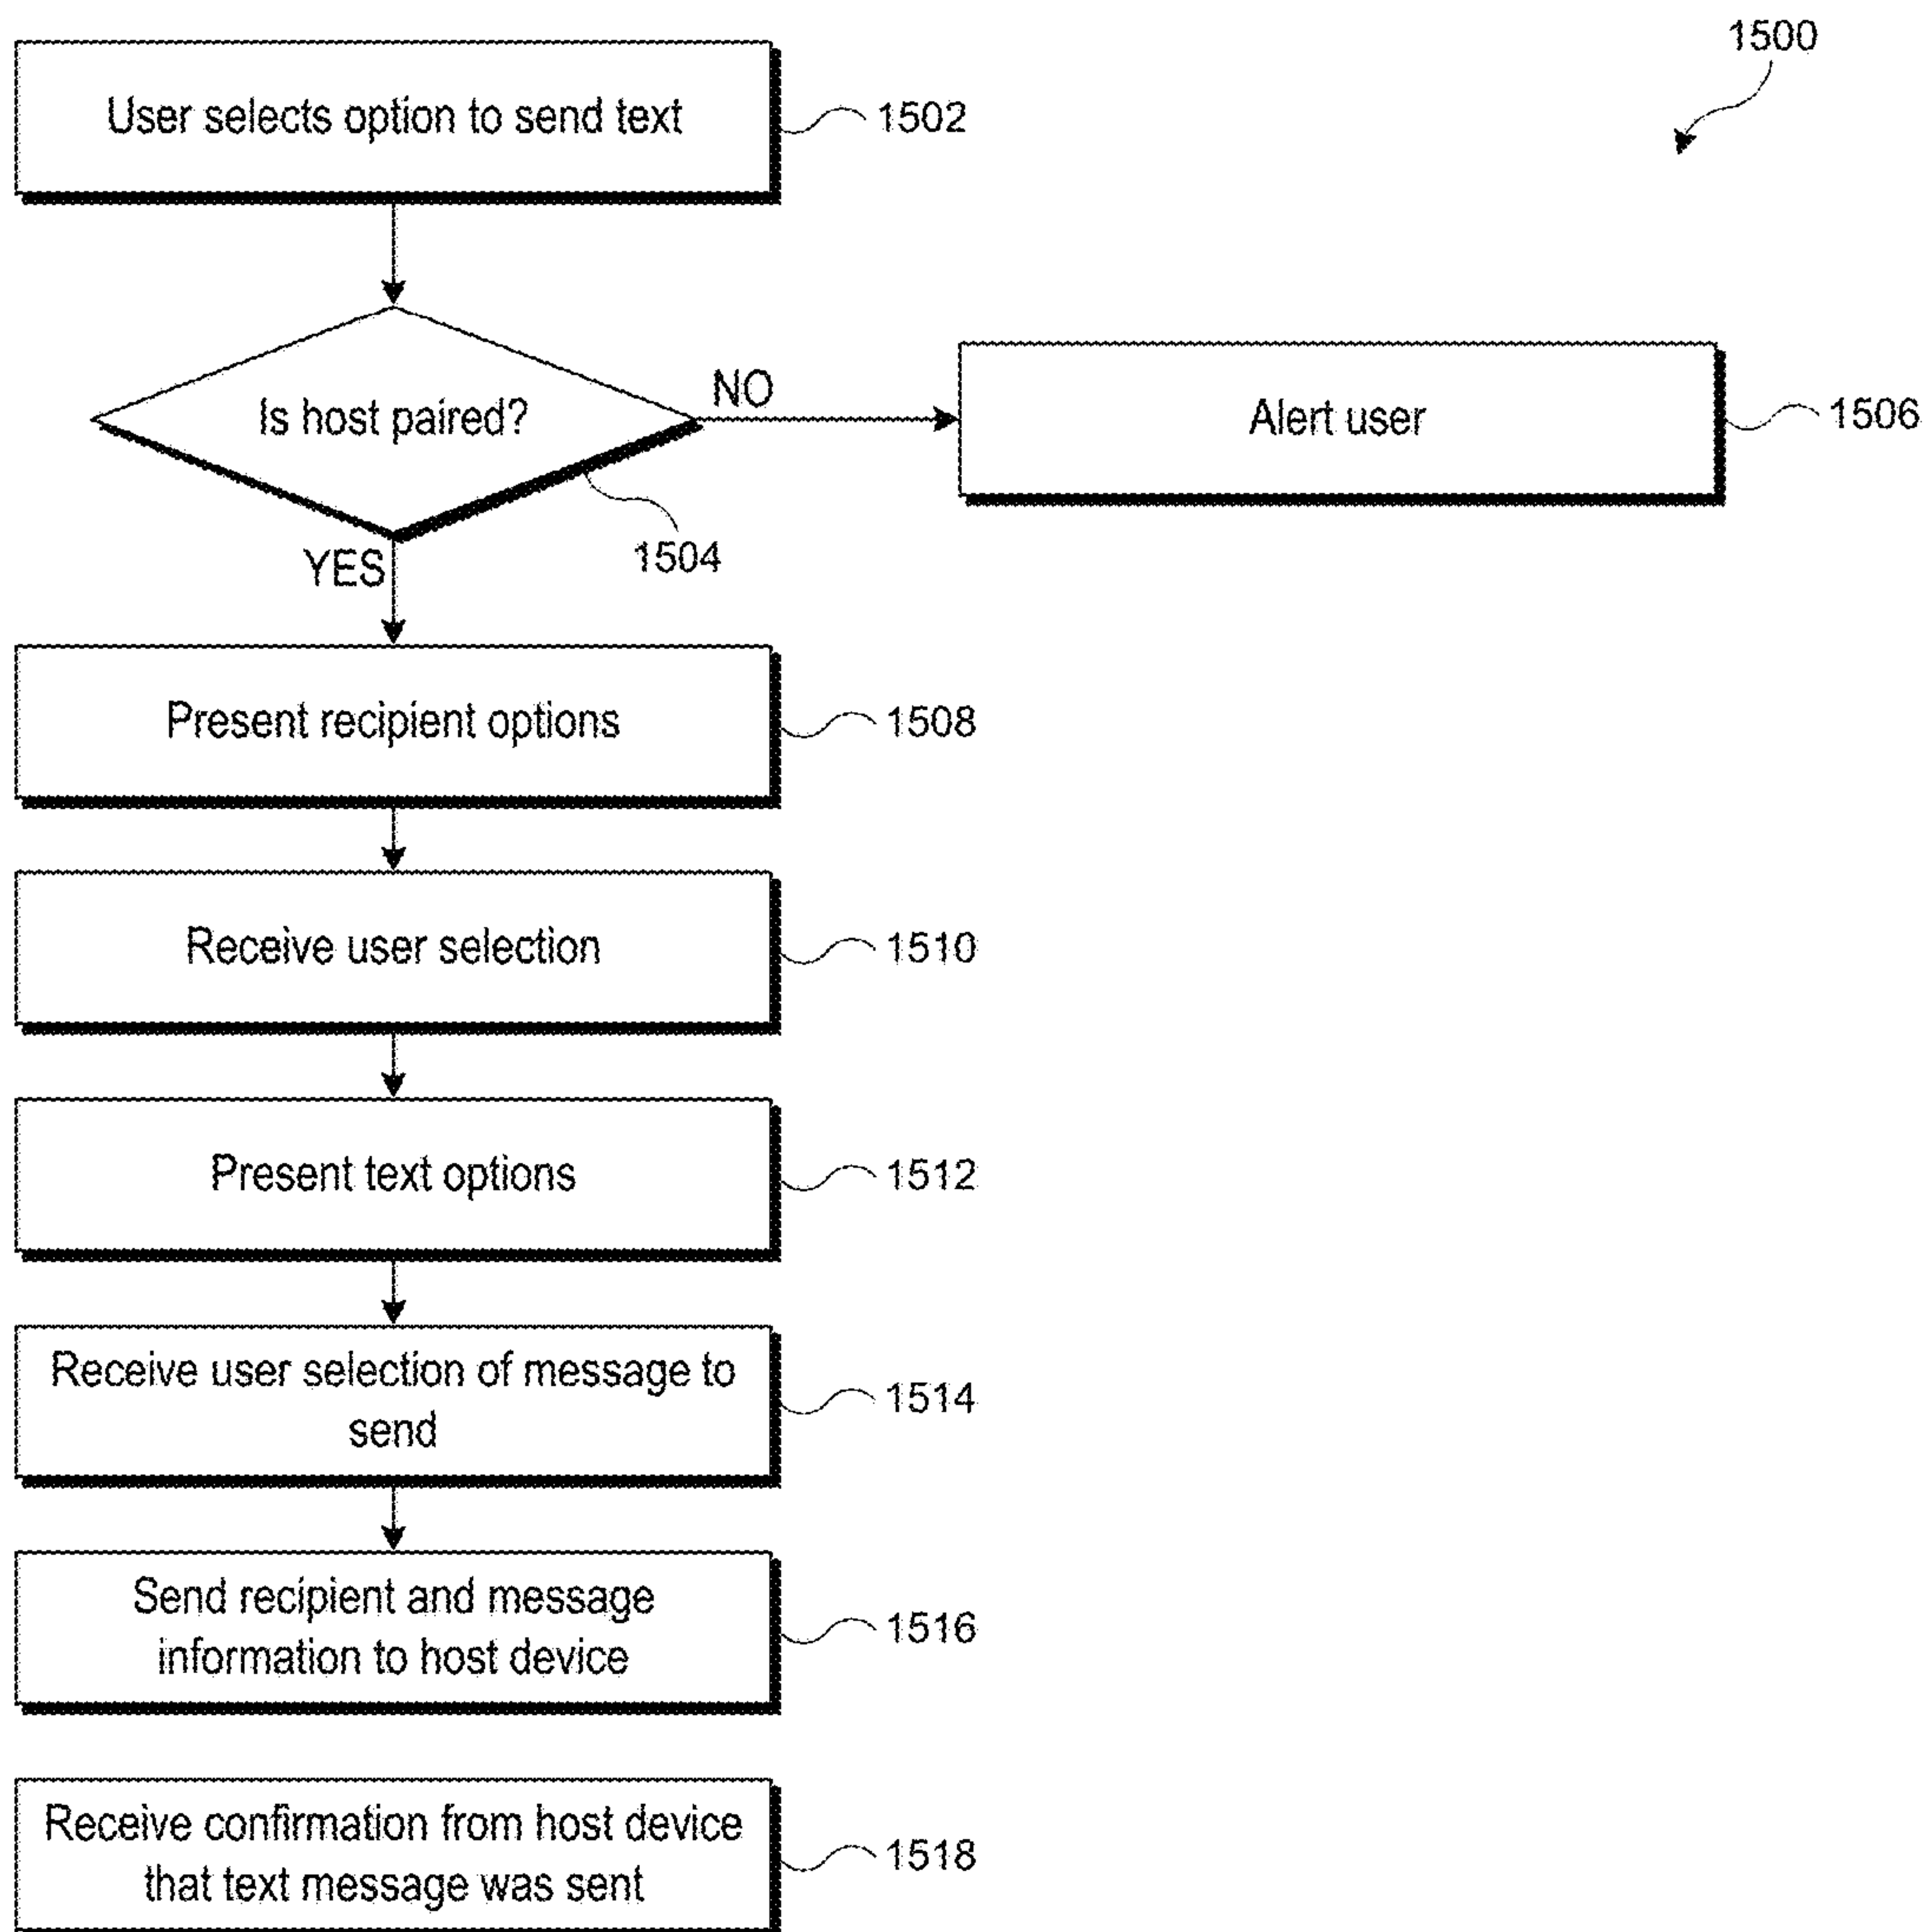 1500
User selects option to send text
1502
Is host paired?
NO
Alert user
1506
YES
1504
Present recipient options
1508
Receive user selection
1510
Present text options
1512
Receive user selection of message to
send
1514
Send recipient and message
information to host device
1516
Receive confirmation from host device
that text message was sent
1518